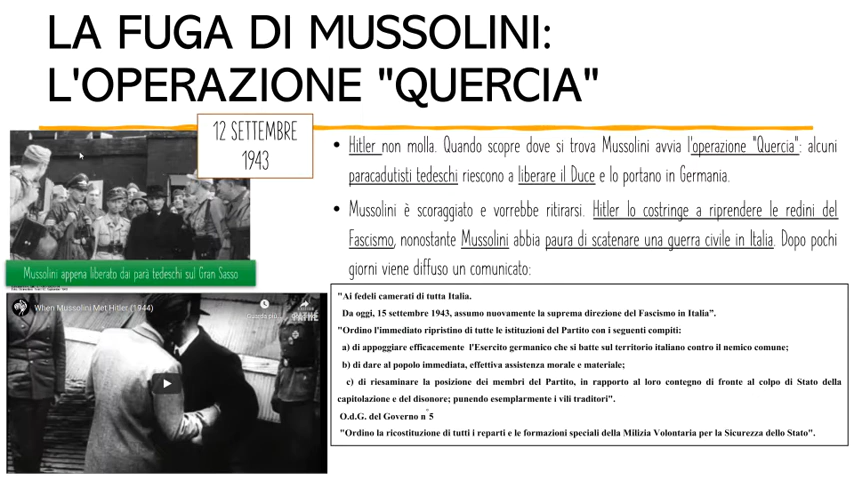 LA FUGA DI MUSSOLINI:
L'OPERAZIONE "QUERCIA"
12 SETTEMBRE
1943
Mussolini appena liberato dai parà tedeschi sul Gran Sasso
When Mussolini Met Hitler (1944)
Guarda più...
PATHÉ
• Hitler non molla. Quando scopre dove si trova Mussolini avvia l'operazione "Quercia": alcuni
paracadutisti tedeschi riescono a liberare il Duce e lo portano in Germania.
• Mussolini è scoraggiato e vorrebbe ritirarsi. Hitler lo costringe a riprendere le redini del
Fascismo, nonostante Mussolini abbia paura di scatenare una guerra civile in Italia. Dopo pochi
giorni viene diffuso un comunicato:
"Ai fedeli camerati di tutta Italia.
Da oggi, 15 settembre 1943, assumo nuovamente la suprema direzione del Fascismo in Italia".
"Ordino l'immediato ripristino di tutte le istituzioni del Partito con i seguenti compiti:
a) di appoggiare efficacemente l'Esercito germanico che si batte sul territorio italiano contro il nemico comune;
b) di dare al popolo immediata, effettiva assistenza morale e materiale;
c) di riesaminare la posizione dei membri del Partito, in rapporto al loro contegno di fronte al colpo di Stato della
capitolazione e del disonore; punendo esemplarmente i vili traditori".
O.d.G. del Governo n° 5
"Ordino la ricostituzione di tutti i reparti e le formazioni speciali della Milizia Volontaria per la Sicurezza dello Stato".